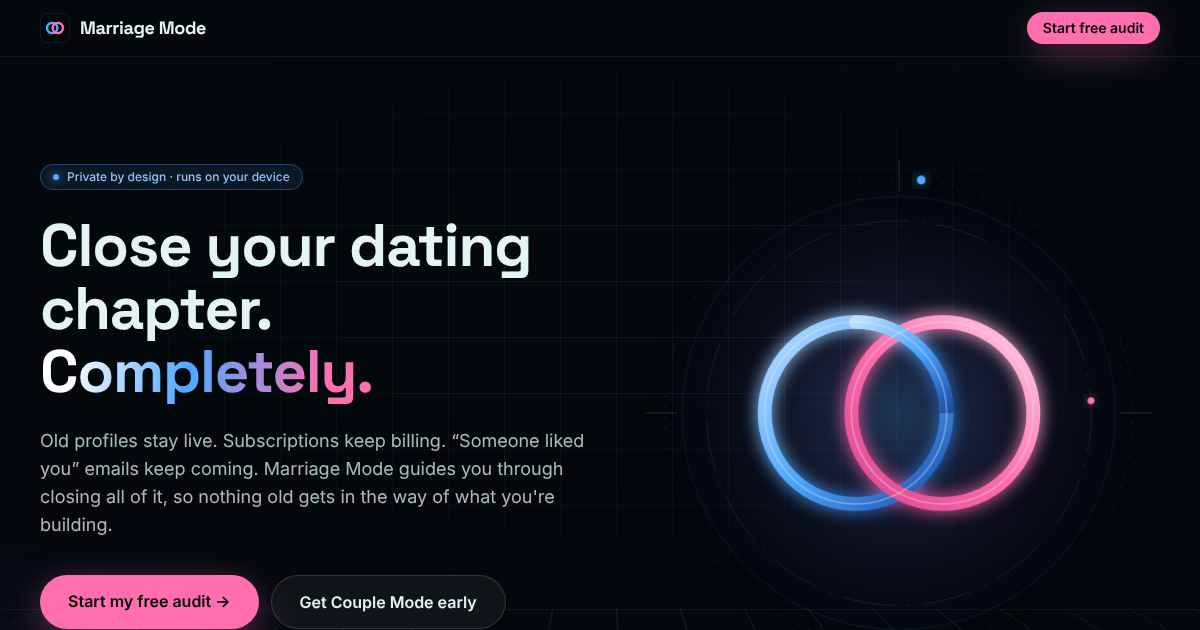 Marriage Mode
Start free audit
Private by design · runs on your device
Close your dating
chapter.
Completely.
Old profiles stay live. Subscriptions keep billing. “Someone liked
you” emails keep coming. Marriage Mode guides you through
closing all of it, so nothing old gets in the way of what you're
building.
Start my free audit →
Get Couple Mode early